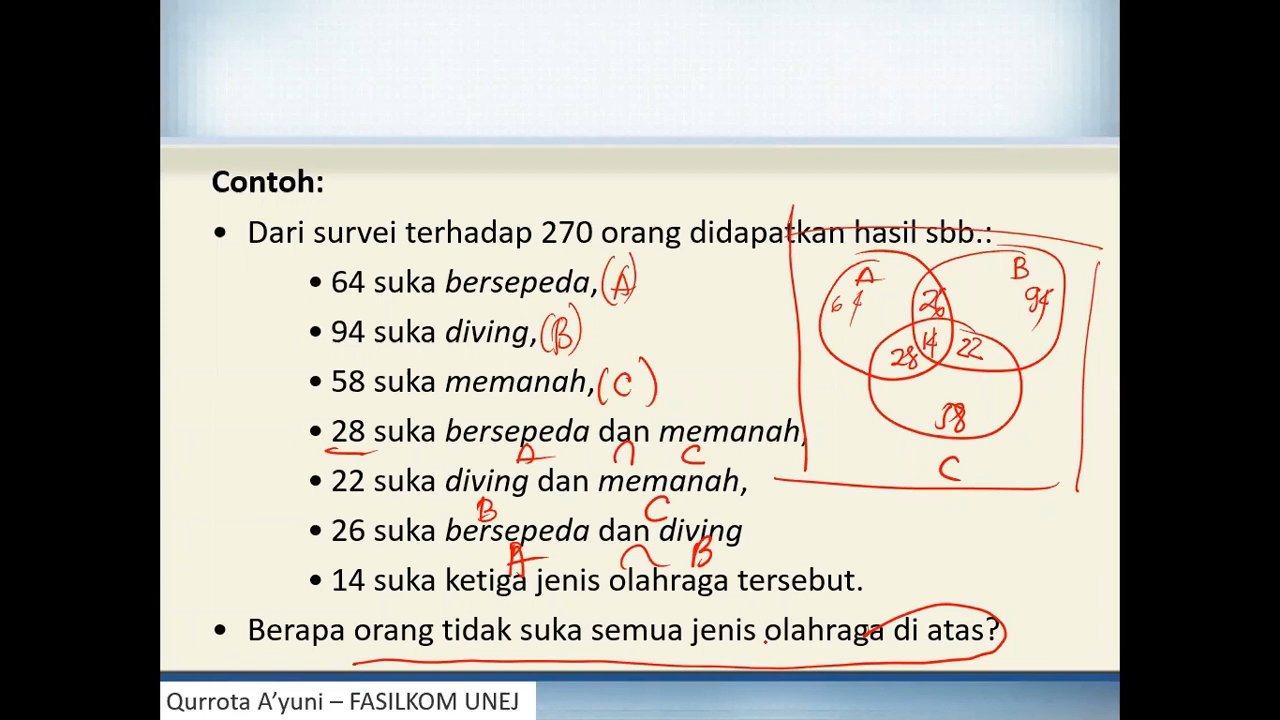 Contoh:
• Dari survei terhadap 270 orang didapatkan hasil sbb.:
• 64 suka bersepeda, (A)
• 94 suka diving, (B)
• 58 suka memanah, (C)
• 28 suka bersepeda dan memanah,
A ∩ C
• 22 suka diving dan memanah,
B C
• 26 suka bersepeda dan diving
A ∩ B
• 14 suka ketiga jenis olahraga tersebut.
• Berapa orang tidak suka semua jenis olahraga di atas?
A B
64 26 94
28 14 22
58
C
Qurrota A’yuni – FASILKOM UNEJ